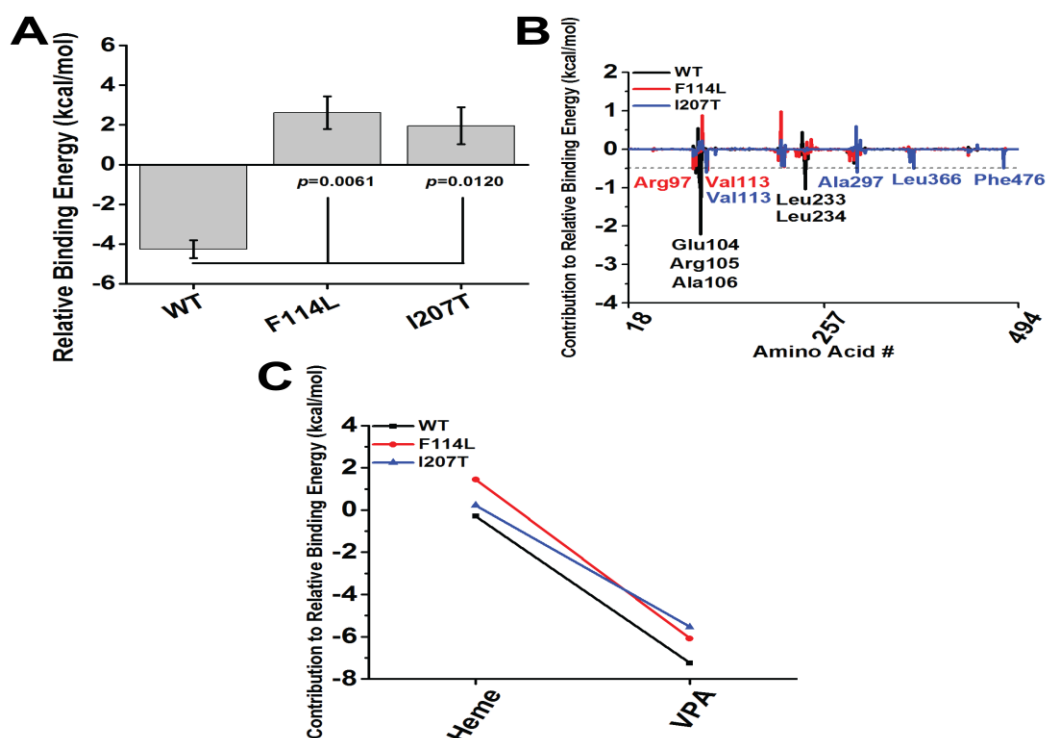 A
Relative Binding Energy (kcal/mol)
6
4
2
0
-2
-4
-6
p=0.0061
p=0.0120
WT
F114L
I207T
B
Contribution to Relative Binding Energy (kcal/mol)
2
1
0
-1
-2
-3
-4
WT
F114L
I207T
Arg97
Val113
Val113
Ala297
Leu366
Phe476
Leu233
Leu234
Glu104
Arg105
Ala106
18
257
494
Amino Acid #
C
Contribution to Relative Binding Energy (kcal/mol)
4
2
0
-2
-4
-6
-8
WT
F114L
I207T
Heme
VPA